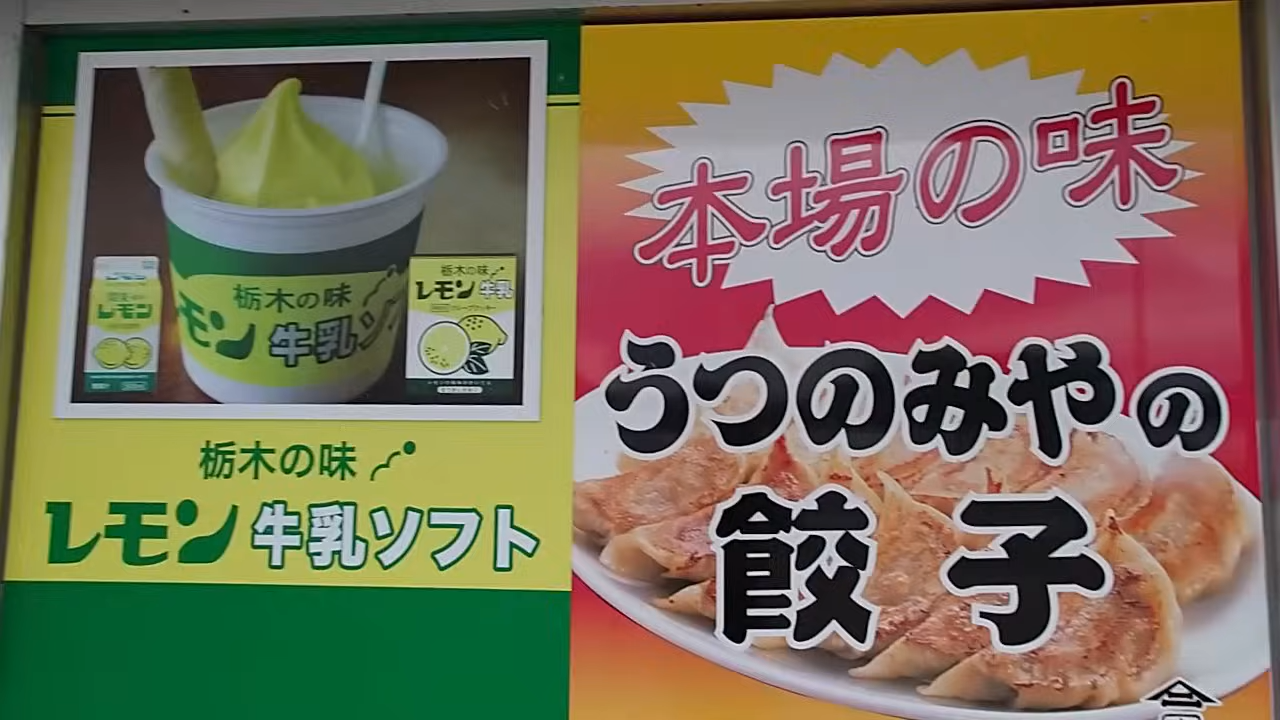 栃木の味
レモン牛乳ソフト
栃木の味
モン 牛乳ソ
レモン
栃木の味
レモン牛乳
本場の味
うつのみやの
餃子